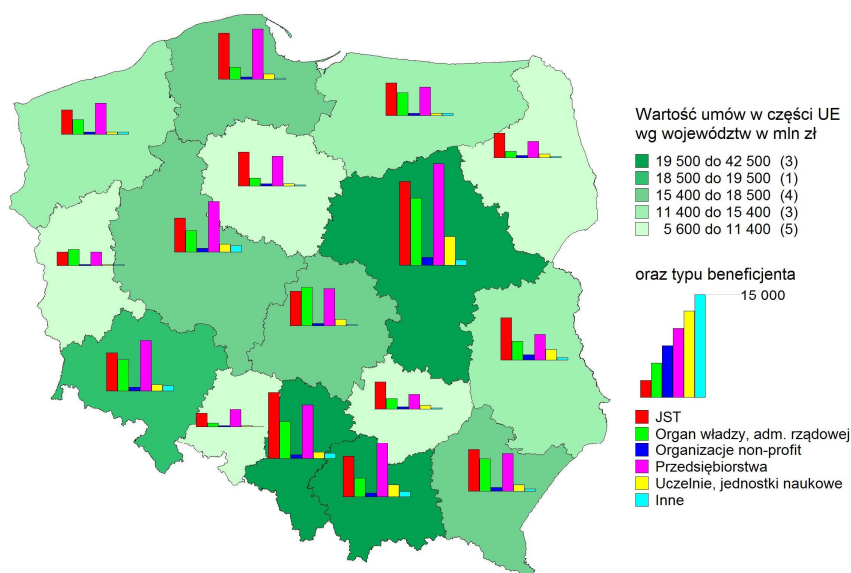 Wartość umów w części UE
wg województw w mln zł
19 500 do 42 500 (3)
18 500 do 19 500 (1)
15 400 do 18 500 (4)
11 400 do 15 400 (3)
5 600 do 11 400 (5)
oraz typu beneficjenta
15 000
JST
Organ władzy, adm. rządowej
Organizacje non-profit
Przedsiębiorstwa
Uczelnie, jednostki naukowe
Inne